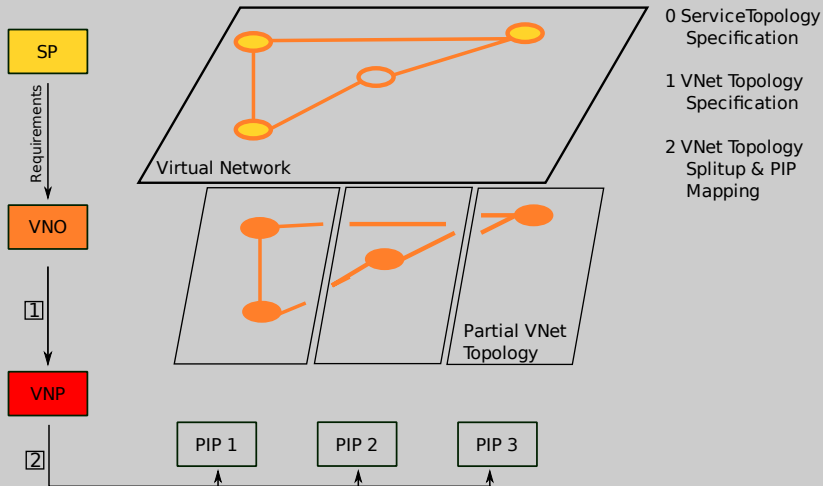 SP
Requirements
VNO
1
VNP
2
Virtual Network
Partial VNet
Topology
PIP 1
PIP 2
PIP 3
0 ServiceTopology
Specification
1 VNet Topology
Specification
2 VNet Topology
Splitup & PIP
Mapping